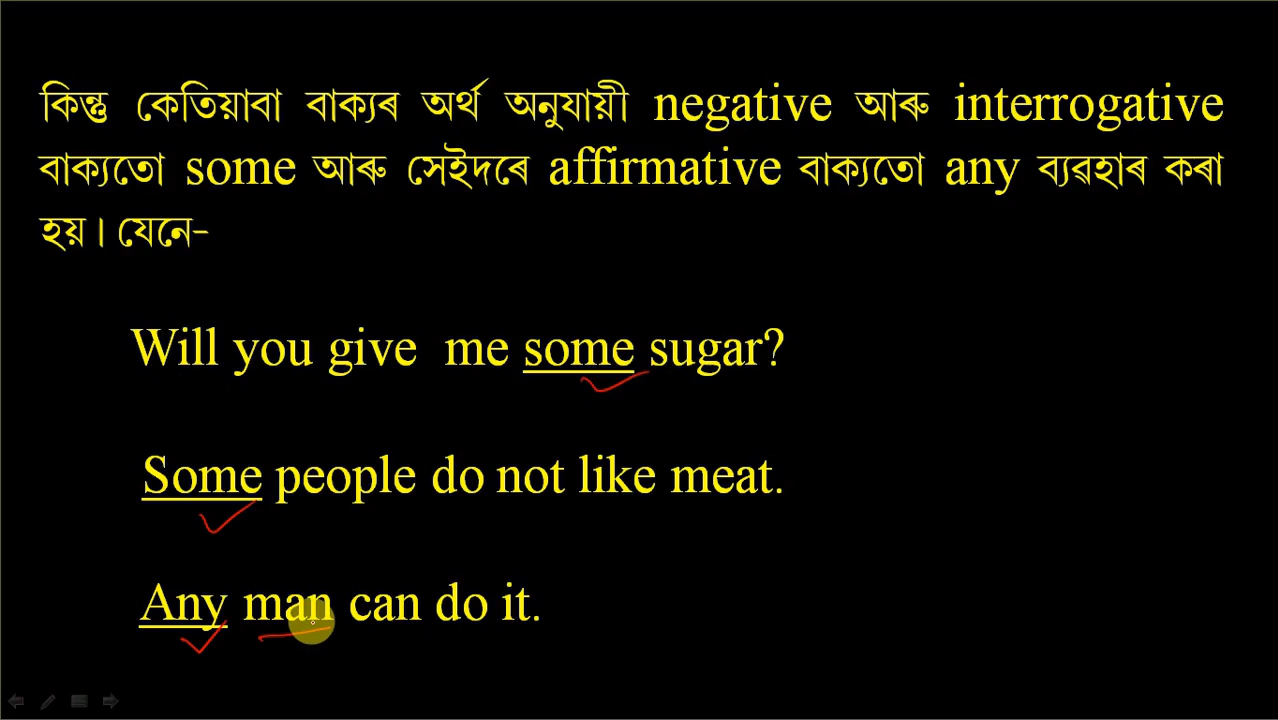 কিন্তু কেতিয়াবা বাক্যৰ অৰ্থ অনুযায়ী negative আৰু interrogative
বাক্যতো some আৰু সেইদৰে affirmative বাক্যতো any ব্যৱহাৰ কৰা
হয়। যেনে-
Will you give me some sugar?
Some people do not like meat.
Any man can do it.